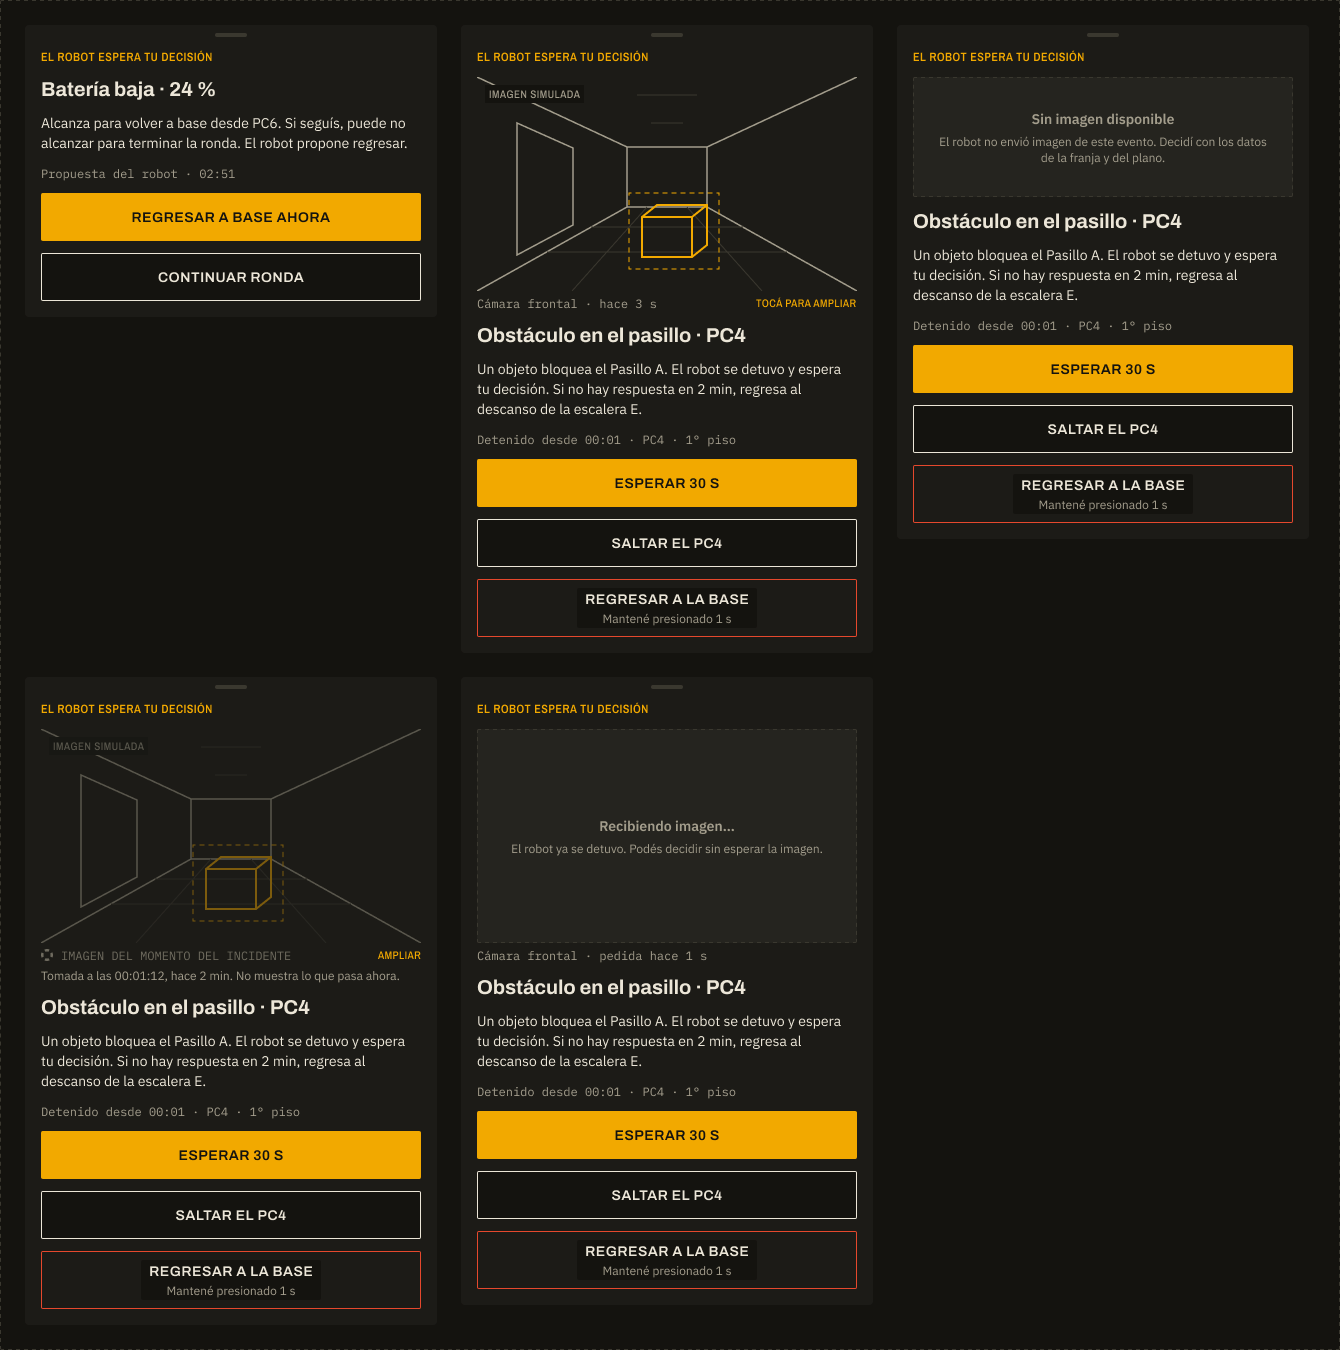 EL ROBOT ESPERA TU DECISIÓN
Batería baja · 24 %
Alcanza para volver a base desde PC6. Si seguís, puede no
alcanzar para terminar la ronda. El robot propone regresar.
Propuesta del robot · 02:51
REGRESAR A BASE AHORA
CONTINUAR RONDA
EL ROBOT ESPERA TU DECISIÓN
IMAGEN SIMULADA
Cámara frontal · hace 3 s
TOCÁ PARA AMPLIAR
Obstáculo en el pasillo · PC4
Un objeto bloquea el Pasillo A. El robot se detuvo y espera
tu decisión. Si no hay respuesta en 2 min, regresa al
descanso de la escalera E.
Detenido desde 00:01 · PC4 · 1° piso
ESPERAR 30 S
SALTAR EL PC4
REGRESAR A LA BASE
Mantené presionado 1 s
EL ROBOT ESPERA TU DECISIÓN
Sin imagen disponible
El robot no envió imagen de este evento. Decidí con los datos
de la franja y del plano.
Obstáculo en el pasillo · PC4
Un objeto bloquea el Pasillo A. El robot se detuvo y espera
tu decisión. Si no hay respuesta en 2 min, regresa al
descanso de la escalera E.
Detenido desde 00:01 · PC4 · 1° piso
ESPERAR 30 S
SALTAR EL PC4
REGRESAR A LA BASE
Mantené presionado 1 s
EL ROBOT ESPERA TU DECISIÓN
IMAGEN SIMULADA
IMAGEN DEL MOMENTO DEL INCIDENTE
AMPLIAR
Tomada a las 00:01:12, hace 2 min. No muestra lo que pasa ahora.
Obstáculo en el pasillo · PC4
Un objeto bloquea el Pasillo A. El robot se detuvo y espera
tu decisión. Si no hay respuesta en 2 min, regresa al
descanso de la escalera E.
Detenido desde 00:01 · PC4 · 1° piso
ESPERAR 30 S
SALTAR EL PC4
REGRESAR A LA BASE
Mantené presionado 1 s
EL ROBOT ESPERA TU DECISIÓN
Recibiendo imagen...
El robot ya se detuvo. Podés decidir sin esperar la imagen.
Cámara frontal · pedida hace 1 s
Obstáculo en el pasillo · PC4
Un objeto bloquea el Pasillo A. El robot se detuvo y espera
tu decisión. Si no hay respuesta en 2 min, regresa al
descanso de la escalera E.
Detenido desde 00:01 · PC4 · 1° piso
ESPERAR 30 S
SALTAR EL PC4
REGRESAR A LA BASE
Mantené presionado 1 s